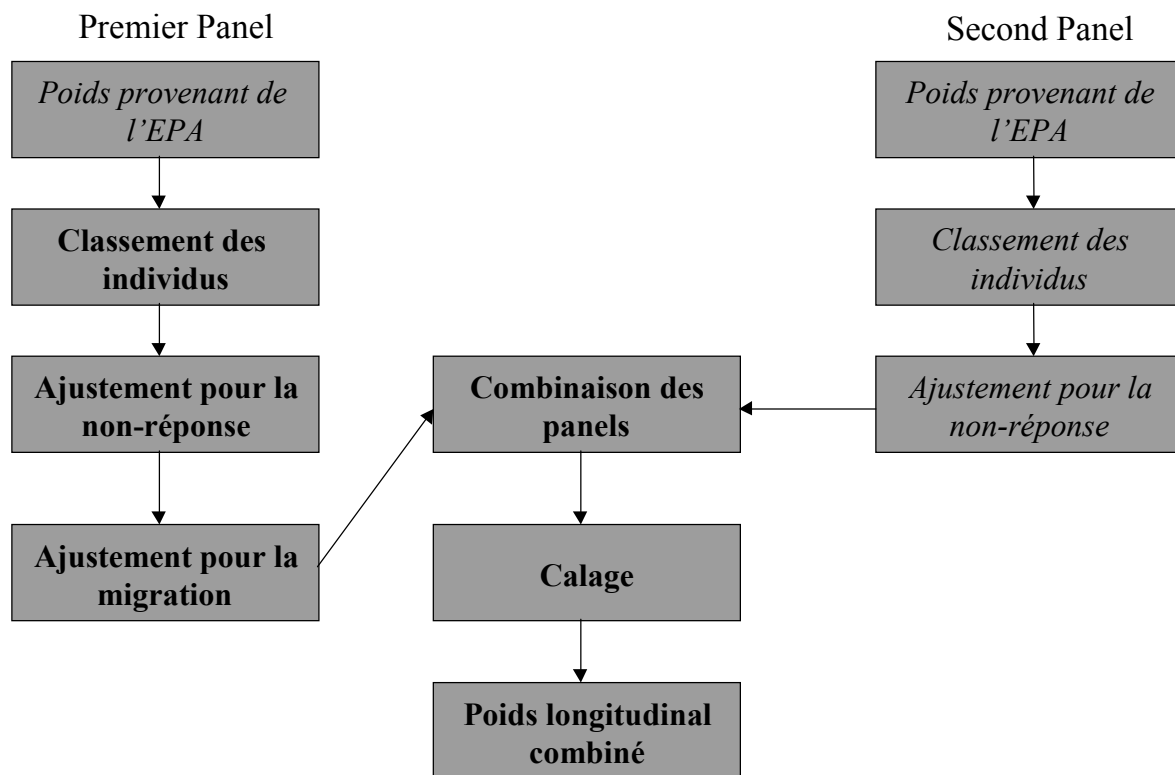 Premier Panel
Second Panel
Poids provenant de
l'EPA
Poids provenant de
l'EPA
Classement des
individus
Classement des
individus
Ajustement pour la
non-réponse
Combinaison des
panels
Ajustement pour la
non-réponse
Ajustement pour la
migration
Calage
Poids longitudinal
combiné